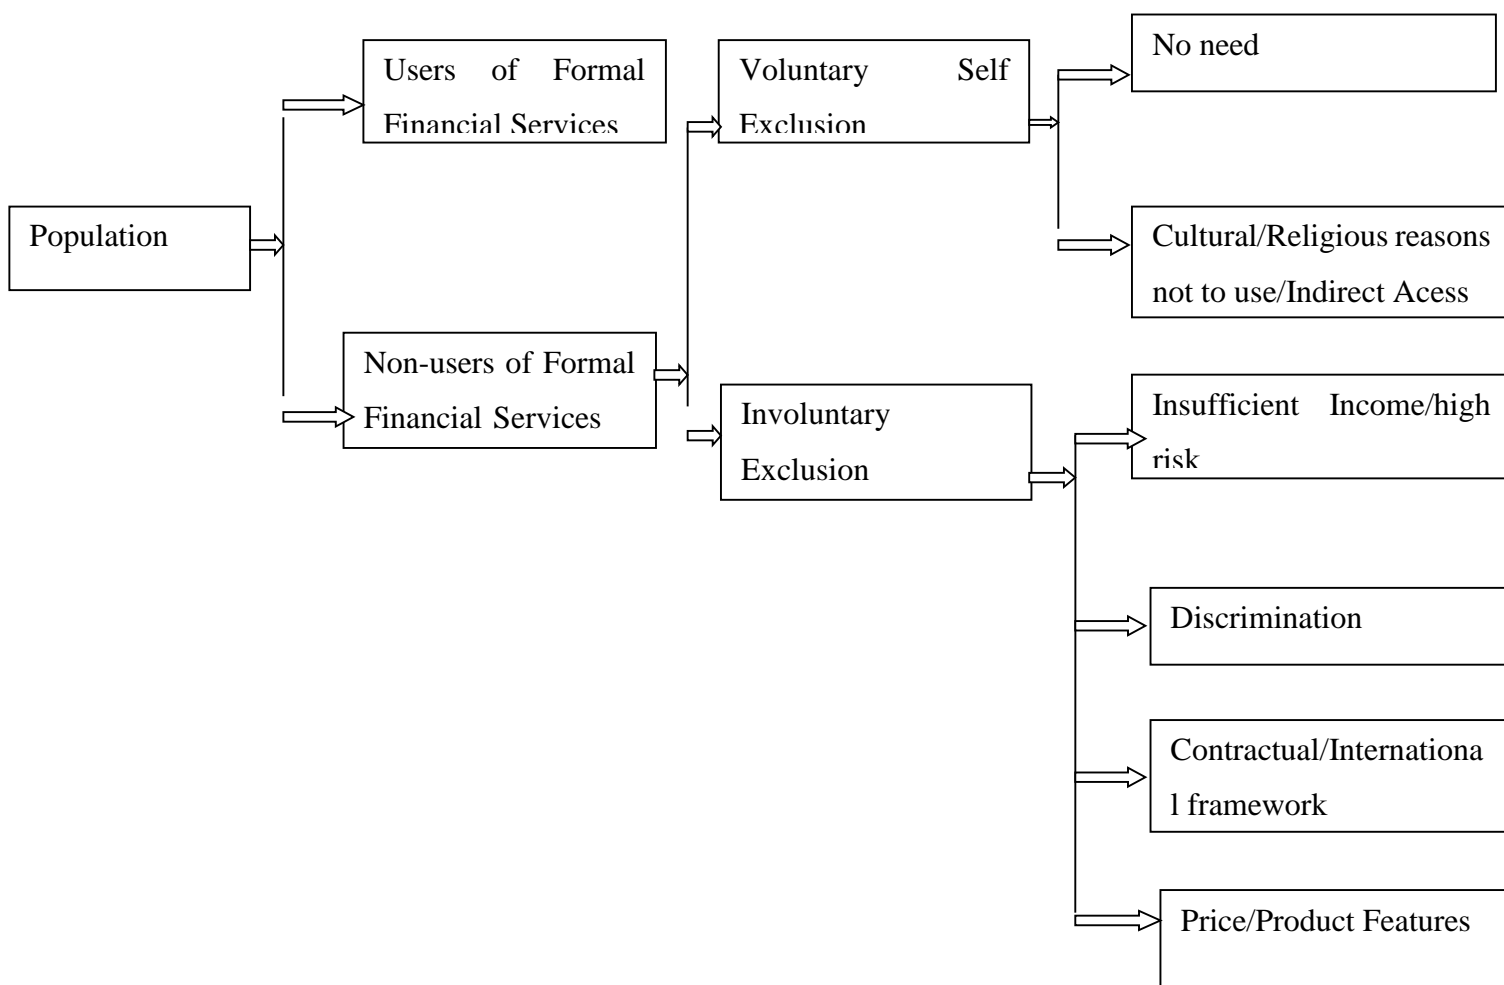 Population
Users of Formal
Financial Services
Non-users of Formal
Financial Services
Voluntary Self
Exclusion
Involuntary
Exclusion
No need
Cultural/Religious reasons
not to use/Indirect Acess
Insufficient Income/high
risk
Discrimination
Contractual/Internationa
l framework
Price/Product Features